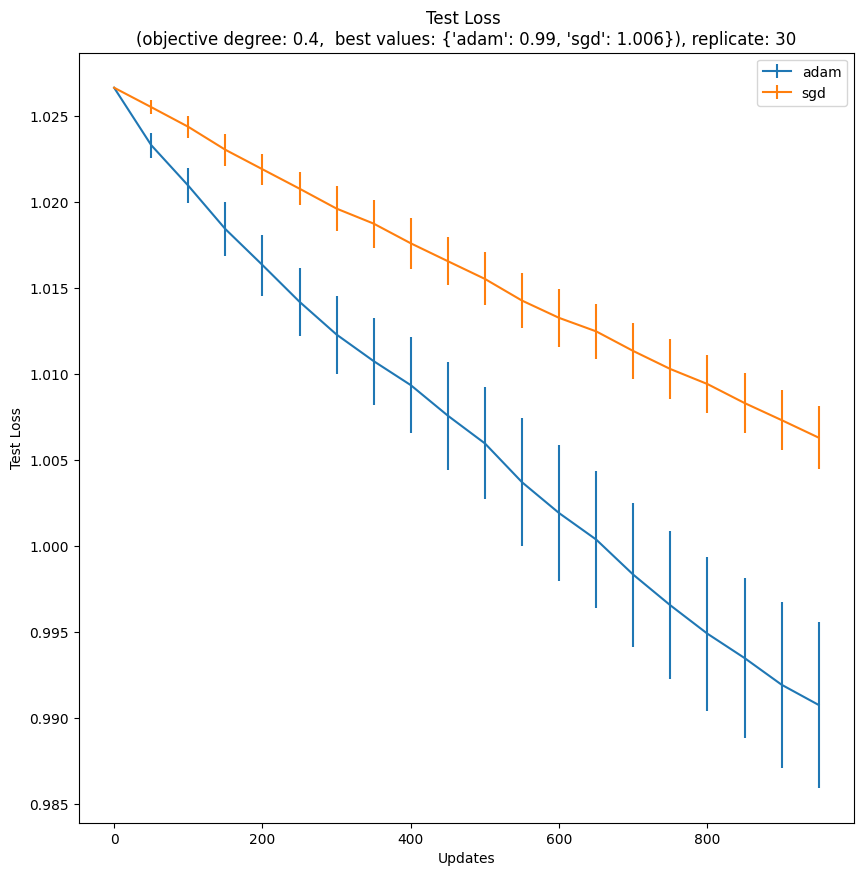 Test Loss
(objective degree: 0.4,  best values: {'adam': 0.99, 'sgd': 1.006}), replicate: 30
adam
sgd
1.025
1.020
1.015
1.010
1.005
1.000
0.995
0.990
0.985
Test Loss
0
200
400
600
800
Updates